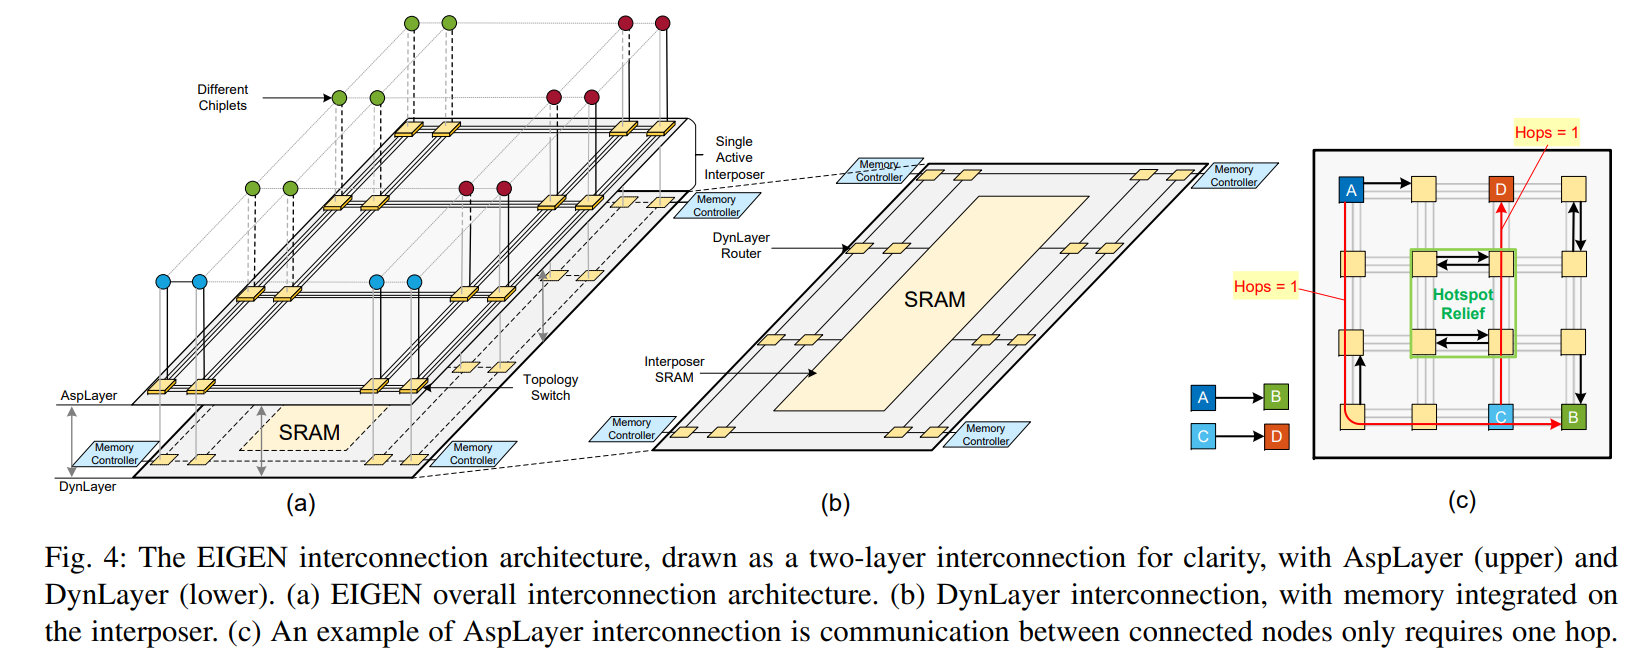 Different
Chiplets
Single
Active
Interposer
Memory
Controller
AspLayer
DynLayer
Topology
Switch
SRAM
Memory
Controller
Memory
Controller
(a)
Memory
Controller
Memory
Controller
DynLayer
Router
SRAM
Interposer
SRAM
Memory
Controller
Memory
Controller
(b)
Hops = 1
A
D
Hops = 1
Hotspot
Relief
A
B
C
D
C
B
(c)
Fig. 4: The EIGEN interconnection architecture, drawn as a two-layer interconnection for clarity, with AspLayer (upper) and
DynLayer (lower). (a) EIGEN overall interconnection architecture. (b) DynLayer interconnection, with memory integrated on
the interposer. (c) An example of AspLayer interconnection is communication between connected nodes only requires one hop.